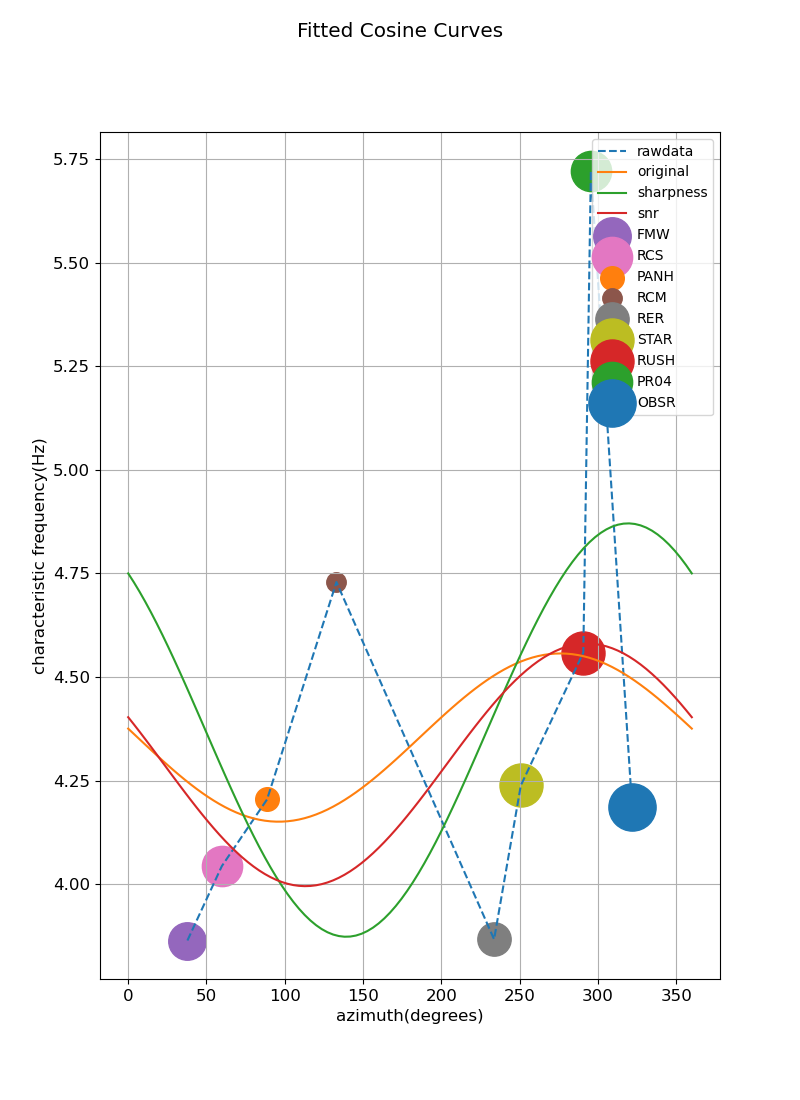 Fitted Cosine Curves
5.75
5.50
5.25
5.00
4.75
4.50
4.25
4.00
characteristic frequency(Hz)
rawdata
original
sharpness
snr
FMW
RCS
PANH
RCM
RER
STAR
RUSH
PR04
OBSR
0 50 100 150 200 250 300 350
azimuth(degrees)